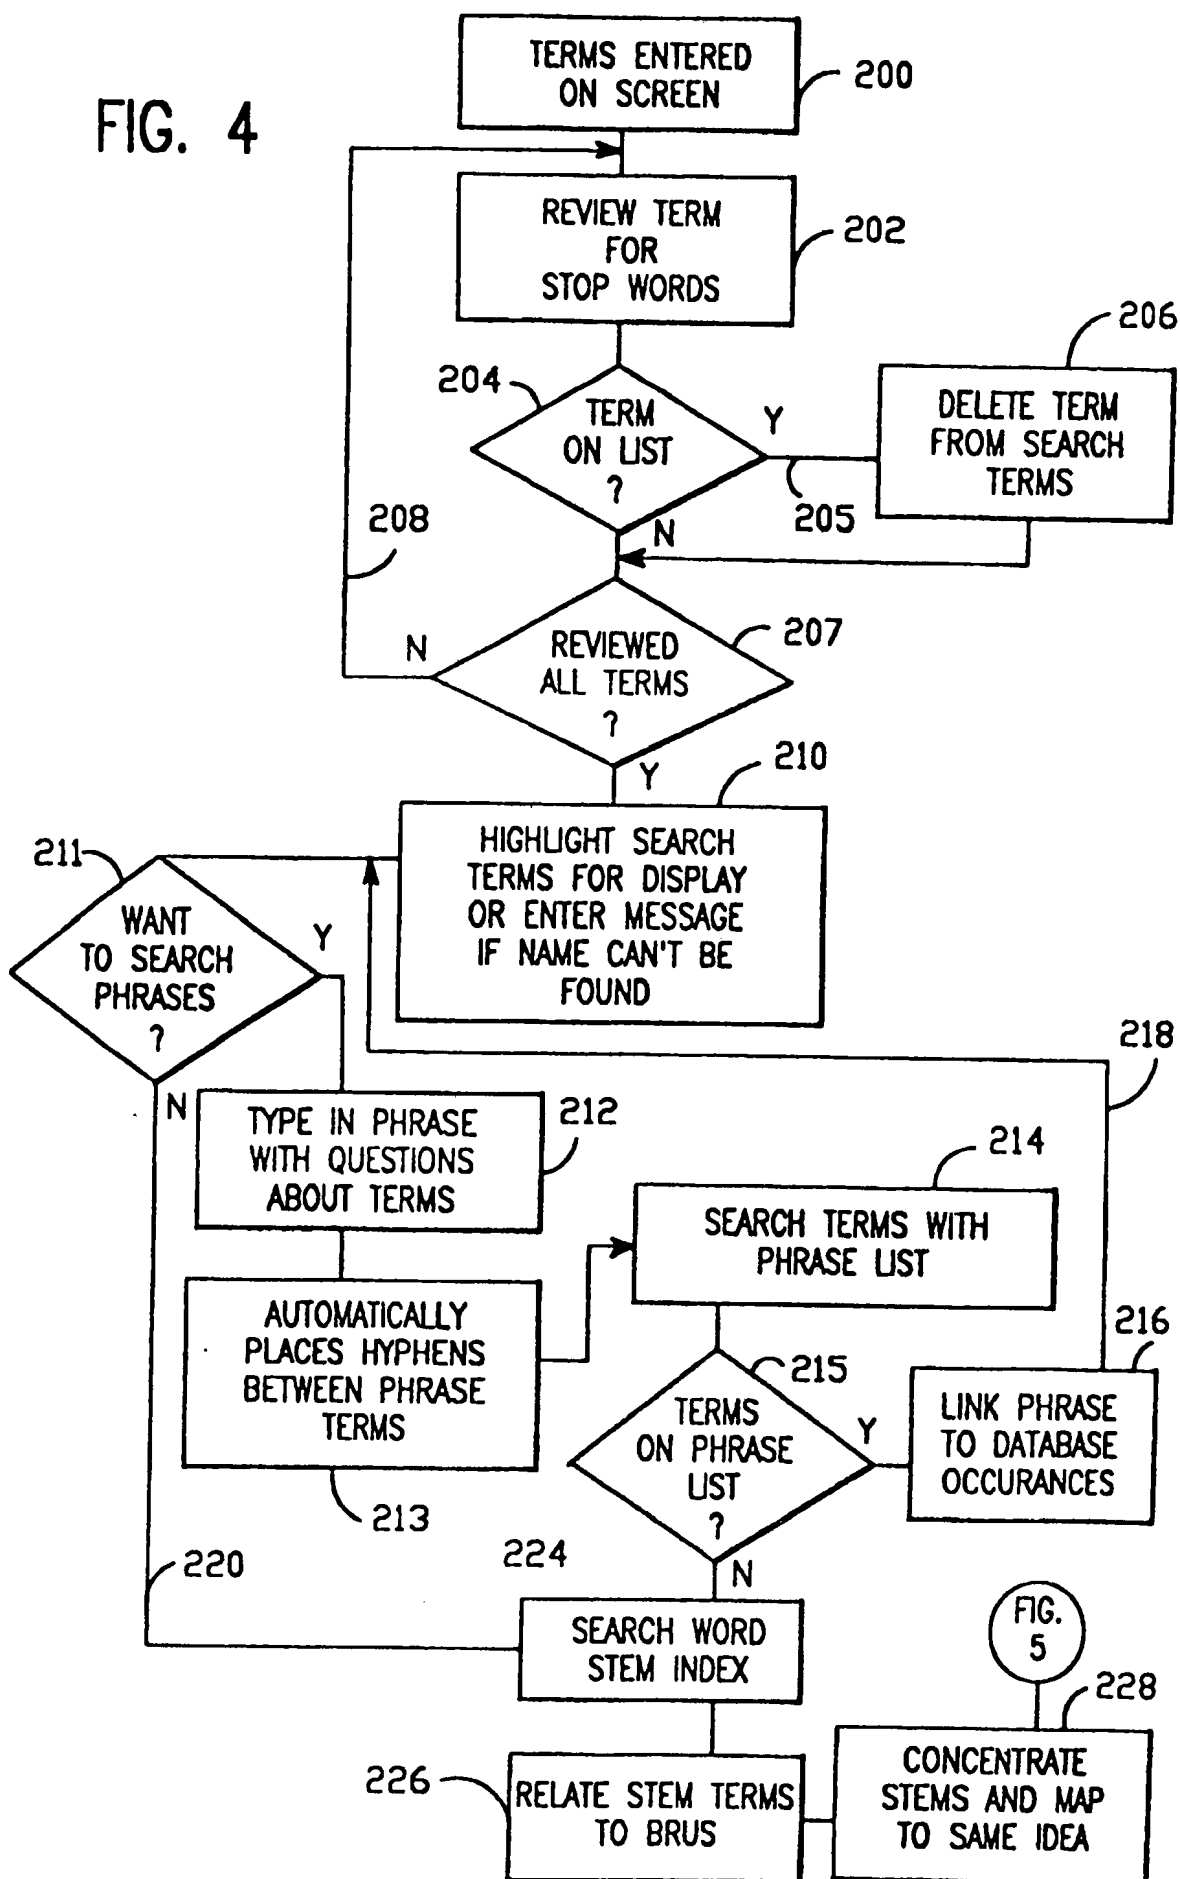 FIG. 4
TERMS ENTERED
ON SCREEN
200
REVIEW TERM
FOR
STOP WORDS
202
204
TERM
ON LIST
?
Y
205
N
206
DELETE TERM
FROM SEARCH
TERMS
208
N
REVIEWED
ALL TERMS
?
207
Y
210
HIGHLIGHT SEARCH
TERMS FOR DISPLAY
OR ENTER MESSAGE
IF NAME CAN'T BE
FOUND
211
WANT
TO SEARCH
PHRASES
?
Y
N
218
TYPE IN PHRASE
WITH QUESTIONS
ABOUT TERMS
212
214
SEARCH TERMS WITH
PHRASE LIST
AUTOMATICALLY
PLACES HYPHENS
BETWEEN PHRASE
TERMS
213
215
TERMS
ON PHRASE
LIST
?
Y
N
216
LINK PHRASE
TO DATABASE
OCCURANCES
220
224
SEARCH WORD
STEM INDEX
FIG.
5
226
RELATE STEM TERMS
TO BRUS
228
CONCENTRATE
STEMS AND MAP
TO SAME IDEA